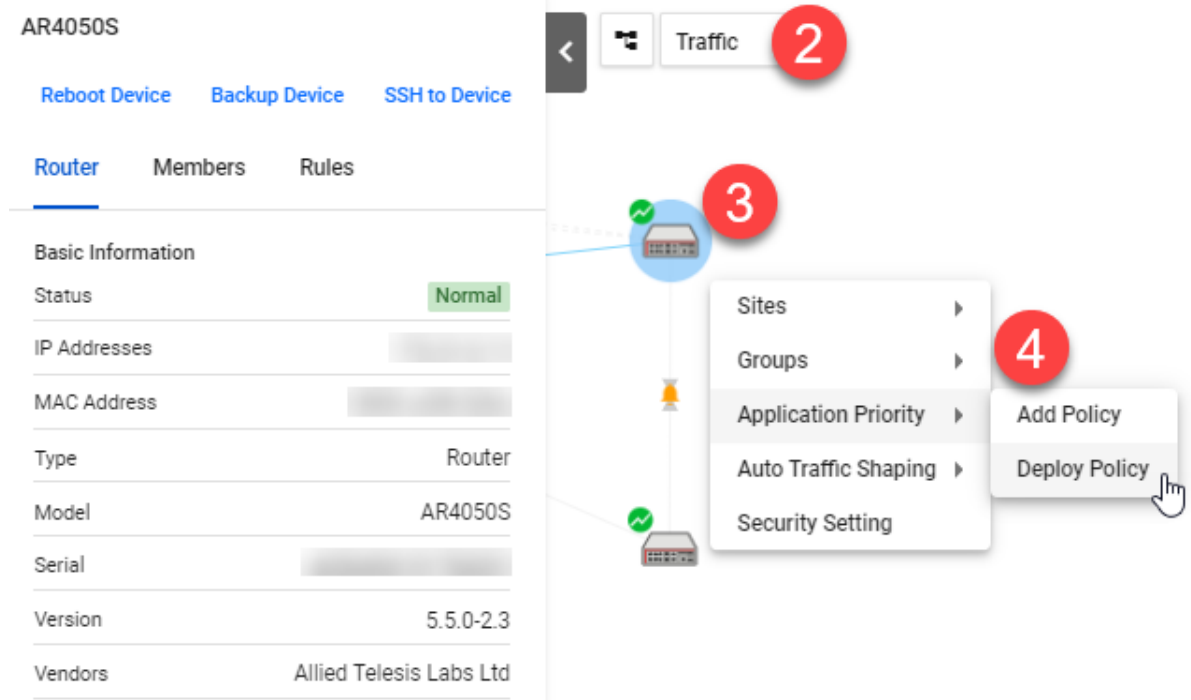 AR4050S
Reboot Device Backup Device SSH to Device
Router Members Rules
Basic Information
Status Normal
IP Addresses
MAC Address
Type Router
Model AR4050S
Serial
Version 5.5.0-2.3
Vendors Allied Telesis Labs Ltd
Traffic 2
3
Sites
Groups
4
Application Priority
Auto Traffic Shaping
Security Setting
Add Policy
Deploy Policy